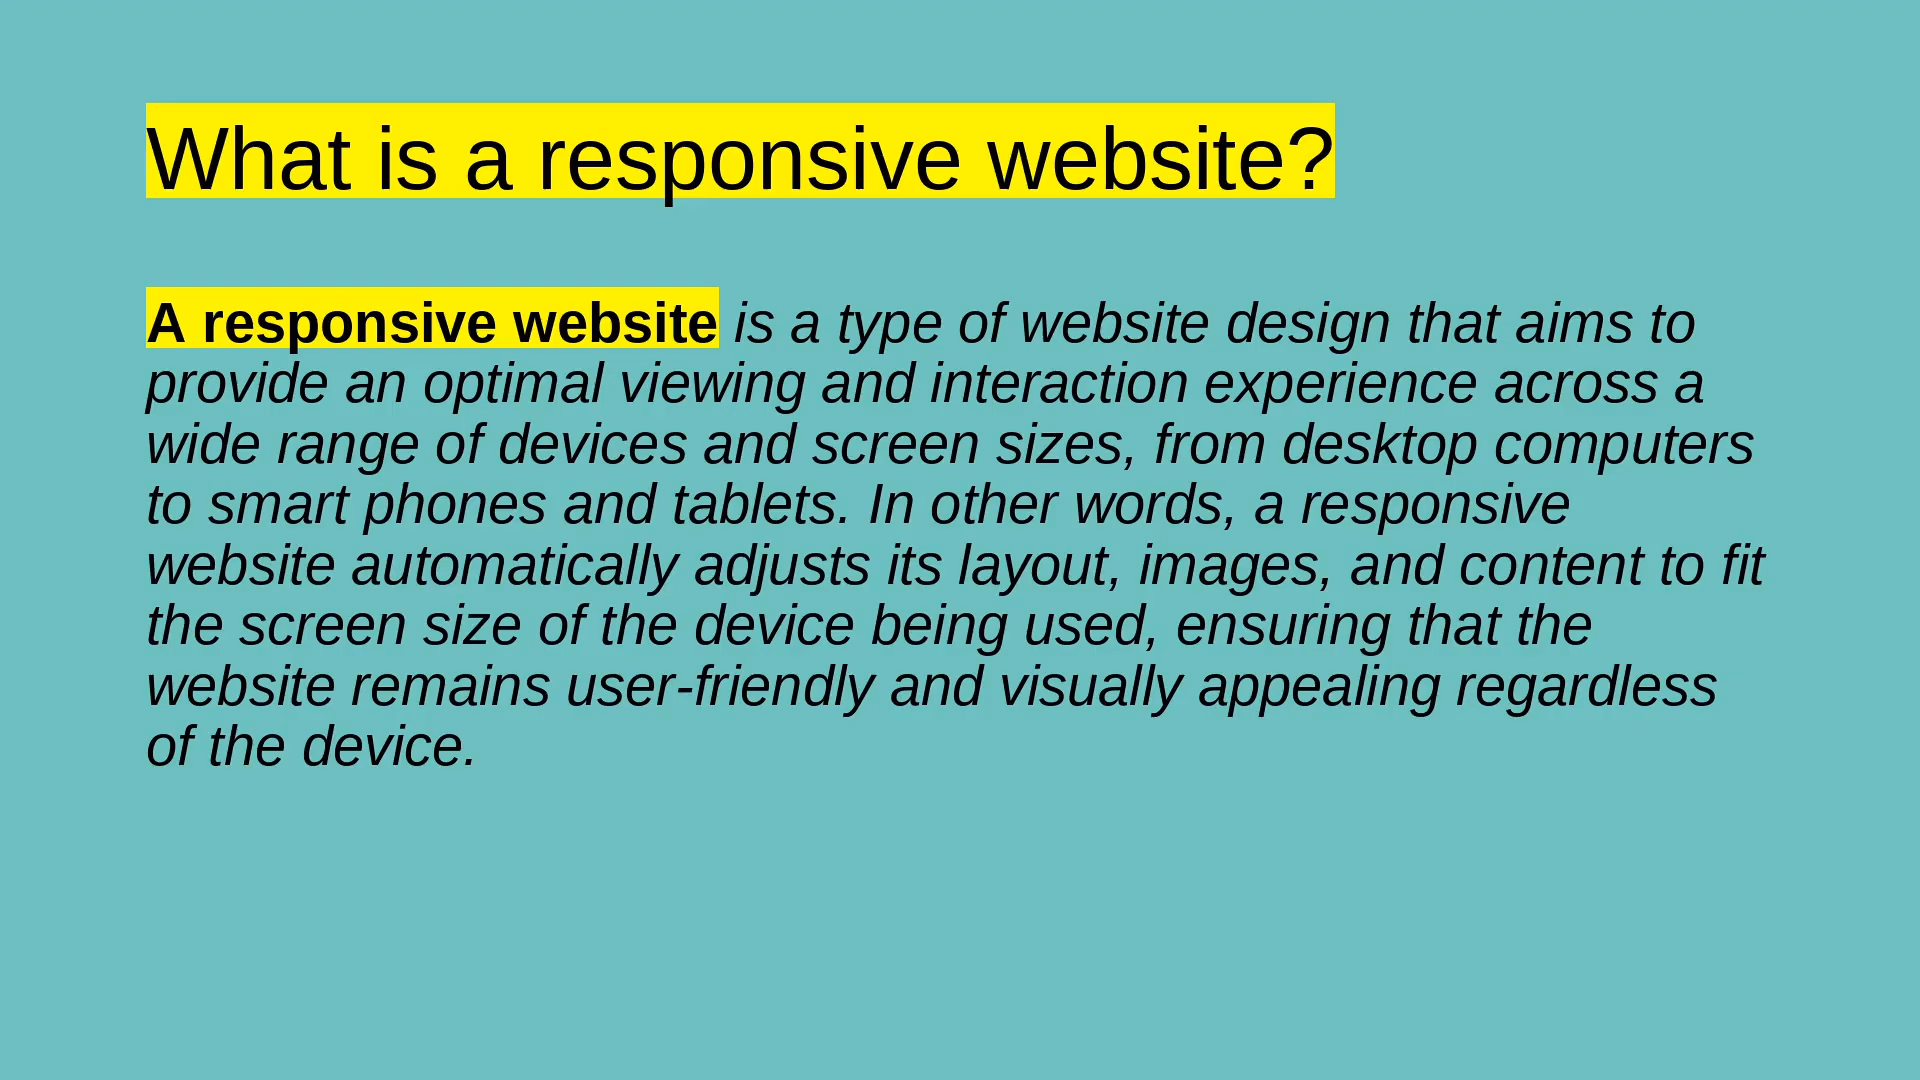 What is a responsive website?
A responsive website is a type of website design that aims to
provide an optimal viewing and interaction experience across a
wide range of devices and screen sizes, from desktop computers
to smart phones and tablets. In other words, a responsive
website automatically adjusts its layout, images, and content to fit
the screen size of the device being used, ensuring that the
website remains user-friendly and visually appealing regardless
of the device.